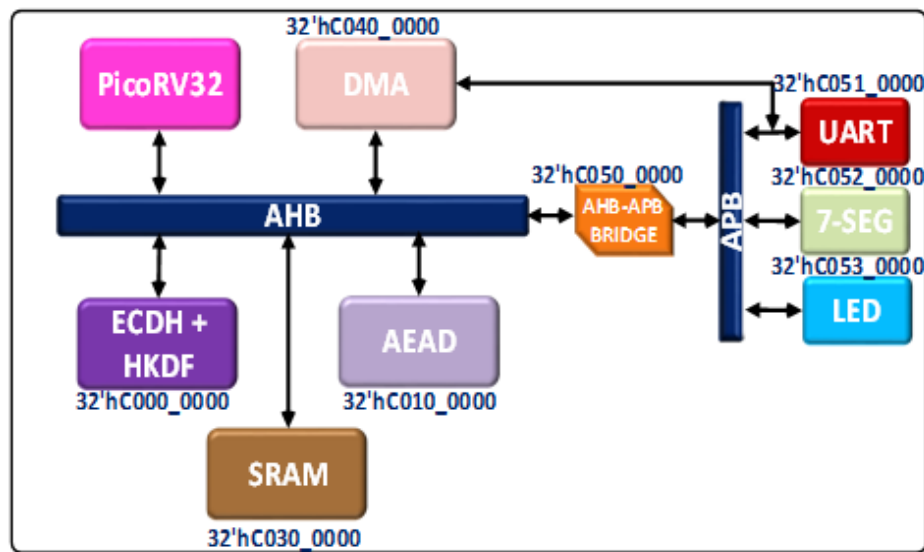 32'hC040_0000
PicoRV32
DMA
32'hC051_0000
UART
32'hC050_0000
32'hC052_0000
AHB
AHB-APB
BRIDGE
APB
7-SEG
32'hC053_0000
LED
ECDH +
HKDF
AEAD
32'hC000_0000
32'hC010_0000
SRAM
32'hC030_0000